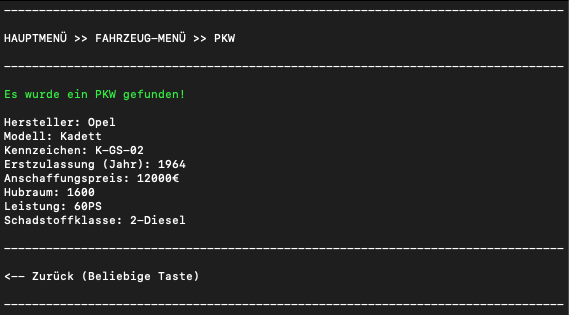 HAUPTMENÜ >> FAHRZEUG-MENÜ >> PKW
Es wurde ein PKW gefunden!
Hersteller: Opel
Modell: Kadett
Kennzeichen: K-GS-02
Erstzulassung (Jahr): 1964
Anschaffungspreis: 12000€
Hubraum: 1600
Leistung: 60PS
Schadstoffklasse: 2-Diesel
<-- Zurück (Beliebige Taste)